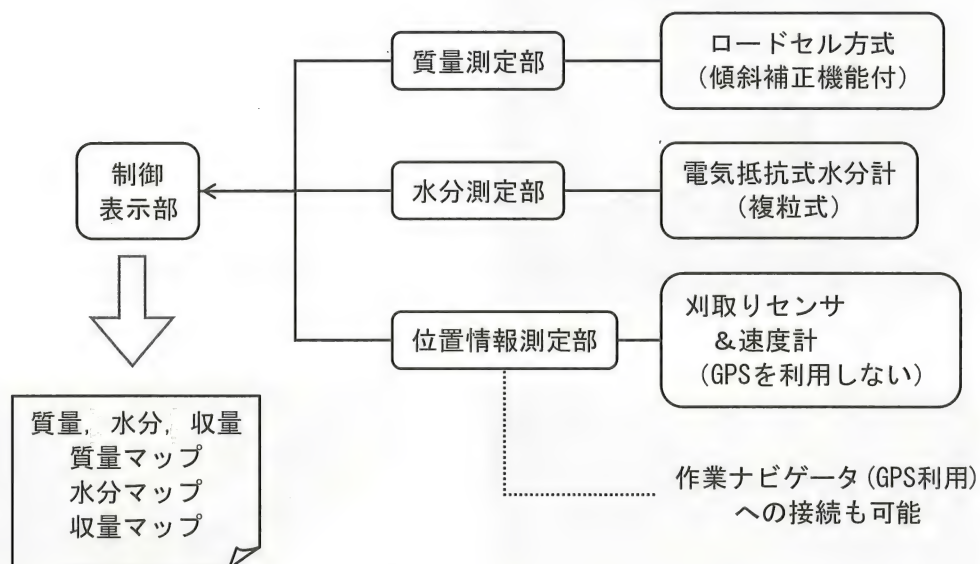 質量測定部
ロードセル方式
(傾斜補正機能付)
制御
表示部
水分測定部
電気抵抗式水分計
(複粒式)
位置情報測定部
刈取りセンサ
&速度計
(GPSを利用しない)
質量, 水分, 収量
質量マップ
水分マップ
収量マップ
作業ナビゲータ(GPS利用)
への接続も可能